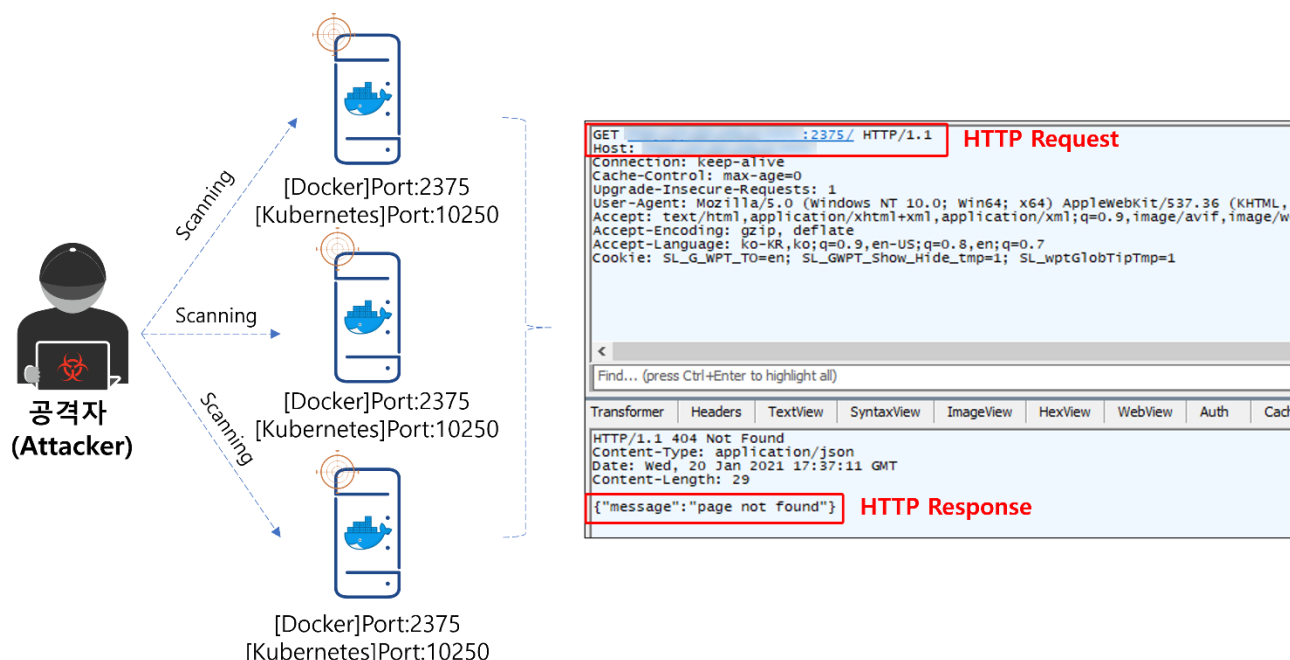 Scanning
[Docker]Port:2375
[Kubernetes]Port:10250
Scanning
[Docker]Port:2375
[Kubernetes]Port:10250
Scanning
[Docker]Port:2375
[Kubernetes]Port:10250
공격자
(Attacker)
GET :2375/ HTTP/1.1
HTTP Request
Host:
Connection: keep-alive
Cache-Control: max-age=0
Upgrade-Insecure-Requests: 1
User-Agent: Mozilla/5.0 (Windows NT 10.0; Win64; x64) AppleWebKit/537.36 (KHTML,
Accept: text/html,application/xhtml+xml,application/xml;q=0.9,image/avif,image/w
Accept-Encoding: gzip, deflate
Accept-Language: ko-KR,ko;q=0.9,en-US;q=0.8,en;q=0.7
Cookie: SL_G_WPT_TO=en; SL_GWPT_Show_Hide_tmp=1; SL_wptGlobTipTmp=1
<
Find... (press Ctrl+Enter to highlight all)
Transformer Headers TextView SyntaxView ImageView HexView WebView Auth Cach
HTTP/1.1 404 Not Found
Content-Type: application/json
Date: Wed, 20 Jan 2021 17:37:11 GMT
Content-Length: 29
{"message":"page not found"}
HTTP Response